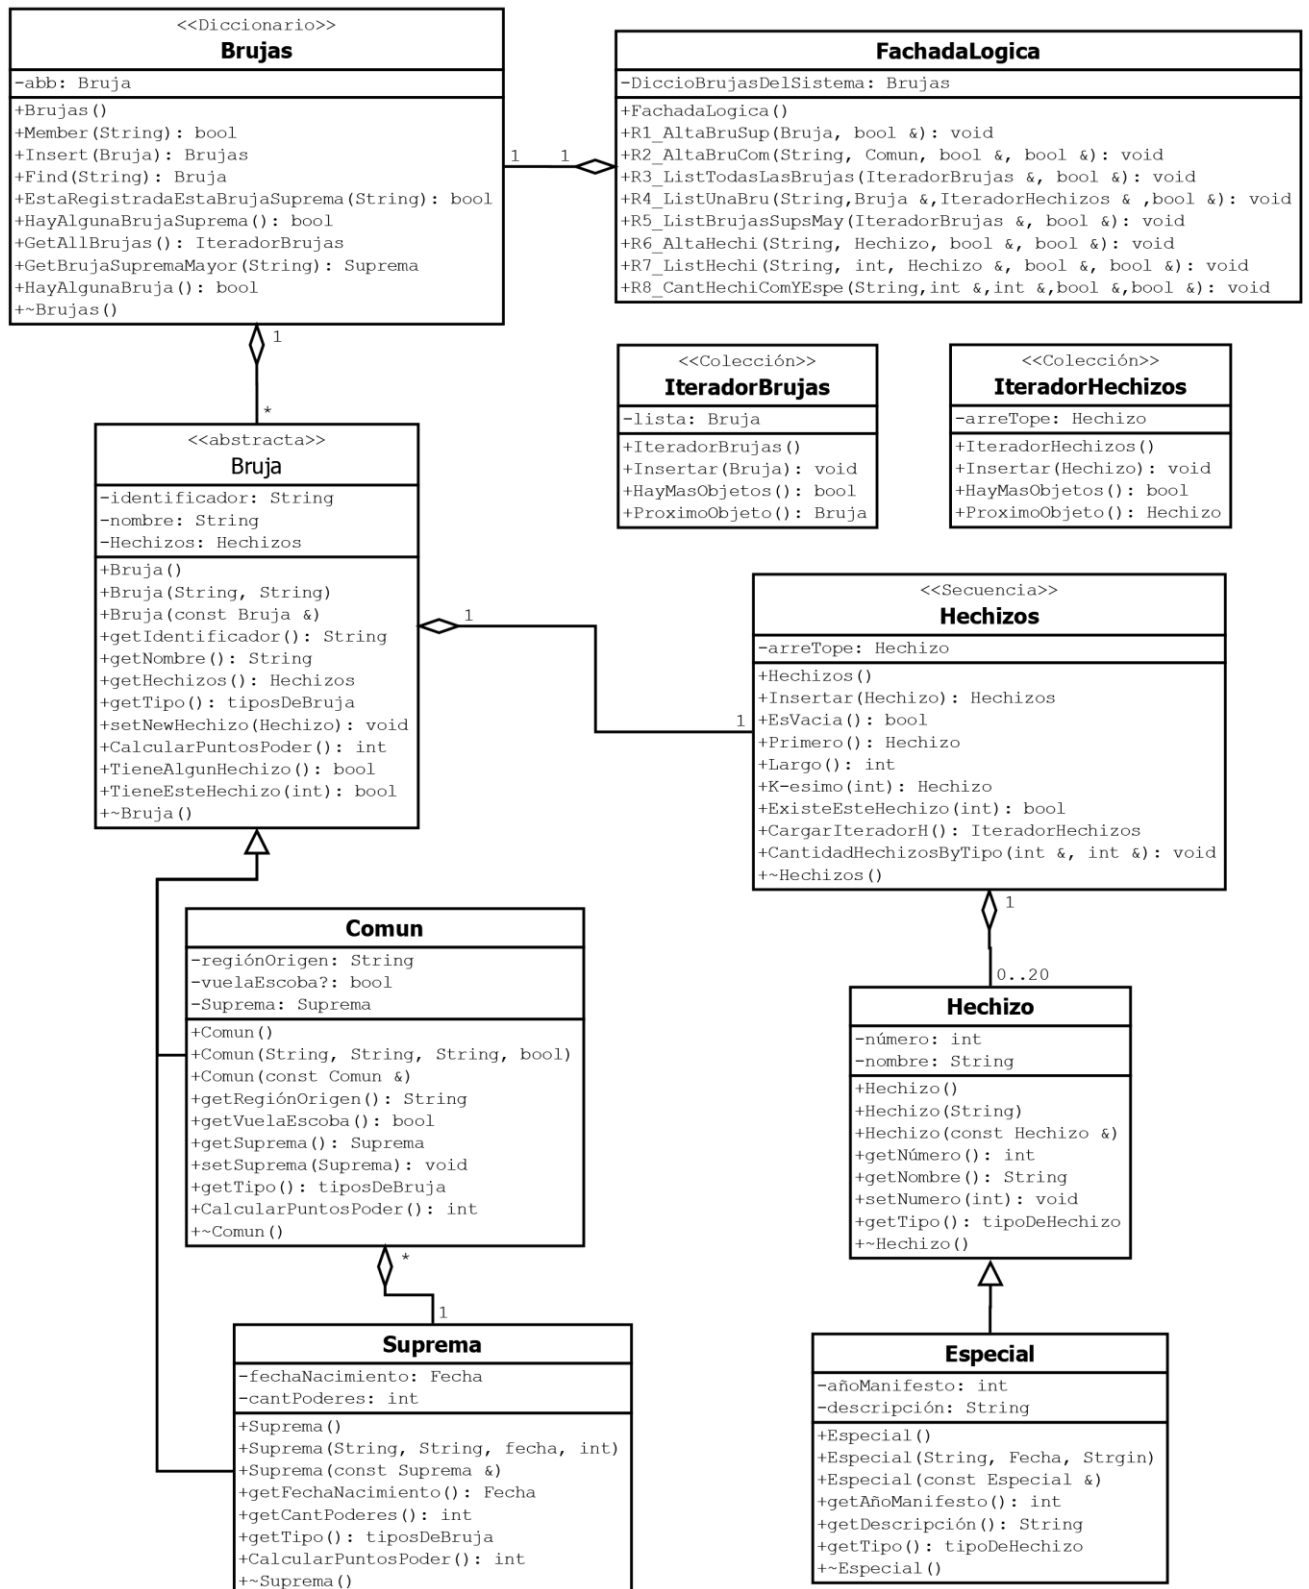 <<Diccionario>>
Brujas
-abb: Bruja
+Brujas()
+Member(String): bool
+Insert(Bruja): Brujas
+Find(String): Bruja
+EstaRegistradaEstaBrujaSuprema(String): bool
+HayAlgunaBrujaSuprema(): bool
+GetAllBrujas(): IteradorBrujas
+GetBrujaSupremaMayor(String): Suprema
+HayAlgunaBruja(): bool
+~Brujas()
FachadaLogica
-DiccioBrujasDelSistema: Brujas
+FachadaLogica()
+R1_AltaBruSup(Bruja, bool &): void
+R2_AltaBruCom(String, Comun, bool &, bool &): void
+R3_ListTodasLasBrujas(IteradorBrujas &, bool &): void
+R4_ListUnaBru(String,Bruja &,IteradorHechizos & ,bool &): void
+R5_ListBrujasSupsMay(IteradorBrujas &, bool &): void
+R6_AltaHechi(String, Hechizo, bool &, bool &): void
+R7_ListHechi(String, int, Hechizo &, bool &, bool &): void
+R8_CantHechiComYEspe(String,int &,int &,bool &,bool &): void
1
1
1
*
<<Colección>>
IteradorBrujas
-lista: Bruja
+IteradorBrujas()
+Insertar(Bruja): void
+HayMasObjetos(): bool
+ProximoObjeto(): Bruja
<<Colección>>
IteradorHechizos
-arreTope: Hechizo
+IteradorHechizos()
+Insertar(Hechizo): void
+HayMasObjetos(): bool
+ProximoObjeto(): Hechizo
<<abstracta>>
Bruja
-identificador: String
-nombre: String
-Hechizos: Hechizos
+Bruja()
+Bruja(String, String)
+Bruja(const Bruja &)
+getIdentificador(): String
+getNombre(): String
+getHechizos(): Hechizos
+getTipo(): tiposDeBruja
+setNewHechizo(Hechizo): void
+CalcularPuntosPoder(): int
+TieneAlgunHechizo(): bool
+TieneEsteHechizo(int): bool
+~Bruja()
1
1
<<Secuencia>>
Hechizos
-arreTope: Hechizo
+Hechizos()
+Insertar(Hechizo): Hechizos
+EsVacia(): bool
+Primero(): Hechizo
+Largo(): int
+K-esimo(int): Hechizo
+ExisteEsteHechizo(int): bool
+CargarIteradorH(): IteradorHechizos
+CantidadHechizosByTipo(int &, int &): void
+~Hechizos()
1
0..20
Comun
-regiónOrigen: String
-vuelaEscoba?: bool
-Suprema: Suprema
+Comun()
+Comun(String, String, String, bool)
+Comun(const Comun &)
+getRegiónOrigen(): String
+getVuelaEscoba(): bool
+getSuprema(): Suprema
+setSuprema(Suprema): void
+getTipo(): tiposDeBruja
+CalcularPuntosPoder(): int
+~Comun()
*
1
Hechizo
-número: int
-nombre: String
+Hechizo()
+Hechizo(String)
+Hechizo(const Hechizo &)
+getNúmero(): int
+getNombre(): String
+setNumero(int): void
+getTipo(): tipoDeHechizo
+~Hechizo()
Suprema
-fechaNacimiento: Fecha
-cantPoderes: int
+Suprema()
+Suprema(String, String, fecha, int)
+Suprema(const Suprema &)
+getFechaNacimiento(): Fecha
+getCantPoderes(): int
+getTipo(): tiposDeBruja
+CalcularPuntosPoder(): int
+~Suprema()
Especial
-añoManifesto: int
-descripción: String
+Especial()
+Especial(String, Fecha, Strgin)
+Especial(const Especial &)
+getAñoManifesto(): int
+getDescripción(): String
+getTipo(): tipoDeHechizo
+~Especial()